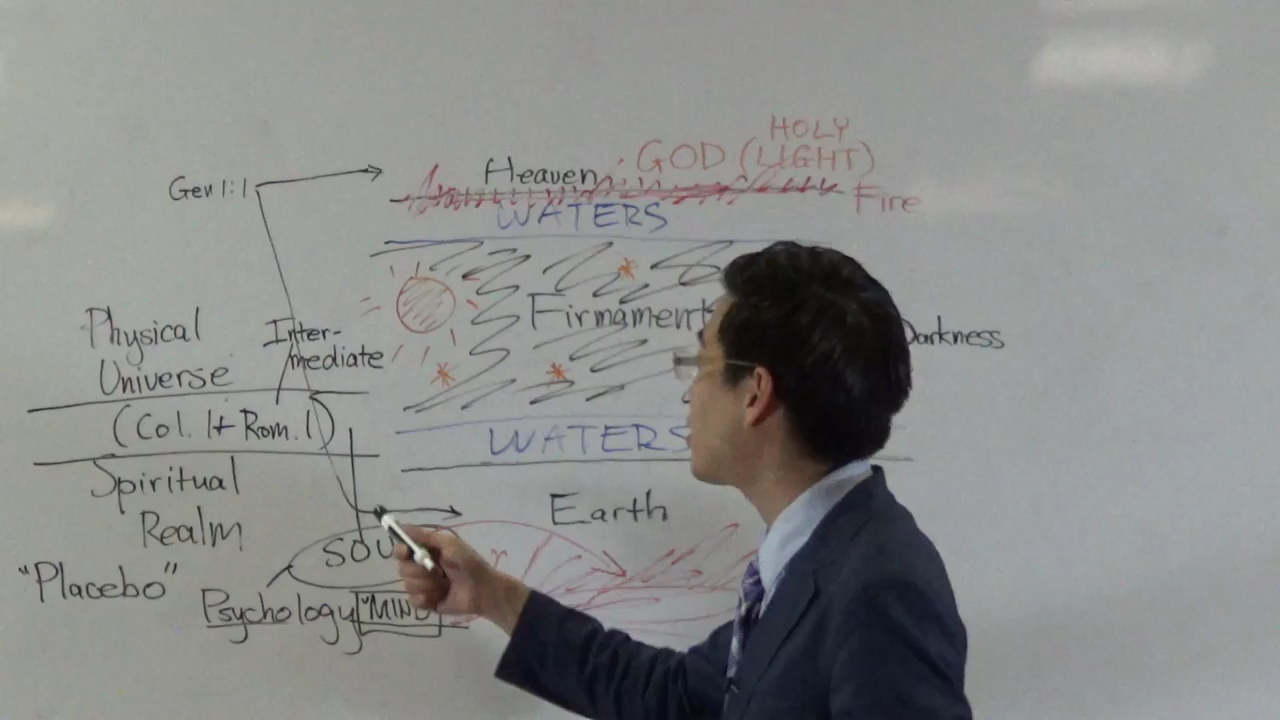 HOLY
GOD (LIGHT)
Heaven
Fire
Gen 1:1
WATERS
Firmament
Darkness
Physical
Universe
Inter-
mediate
(Col. 1 + Rom. 1)
WATERS
Spiritual
Realm
Earth
"Placebo"
Psychology "MIND"